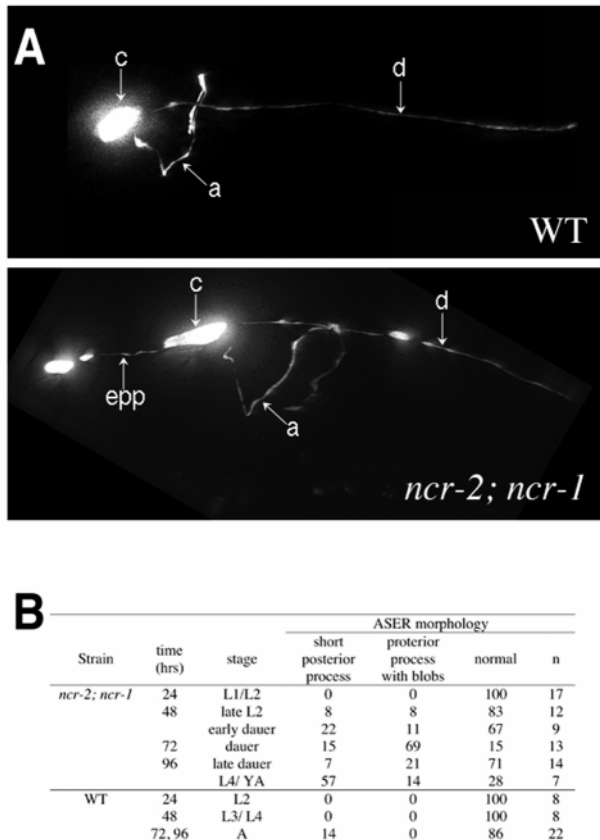 A
c
d
a
WT
c
d
epp
a
ncr-2; ncr-1
B
ASER morphology
Strain time (hrs) stage short posterior process proterior process with blobs normal n
ncr-2; ncr-1 24 L1/L2 0 0 100 17
48 late L2 8 8 83 12
early dauer 22 11 67 9
72 dauer 15 69 15 13
96 late dauer 7 21 71 14
L4/ YA 57 14 28 7
WT 24 L2 0 0 100 8
48 L3/ L4 0 0 100 8
72, 96 A 14 0 86 22